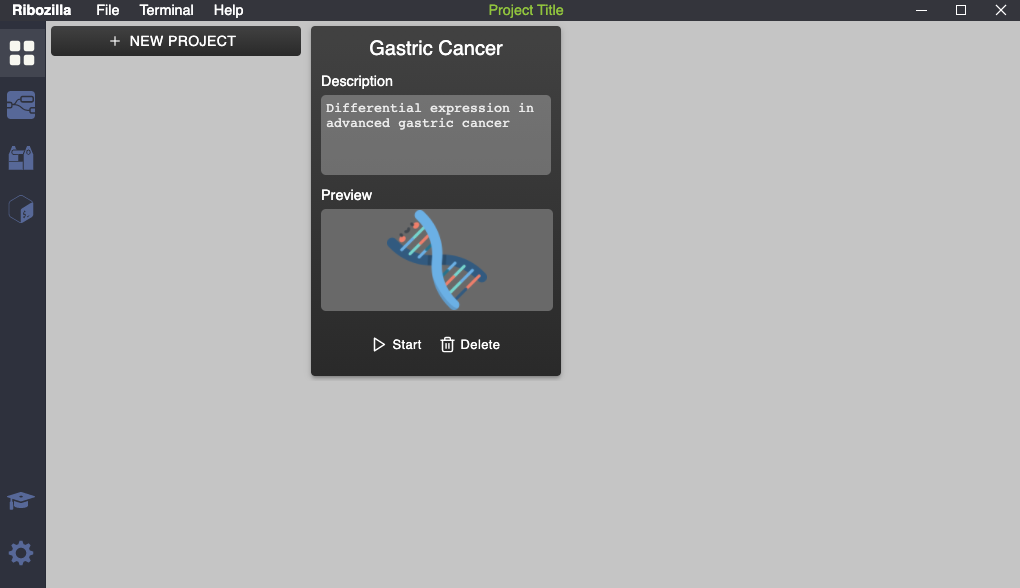 Ribozilla File Terminal Help Project Title
+ NEW PROJECT
Gastric Cancer
Description
Differential expression in
advanced gastric cancer
Preview
Start Delete